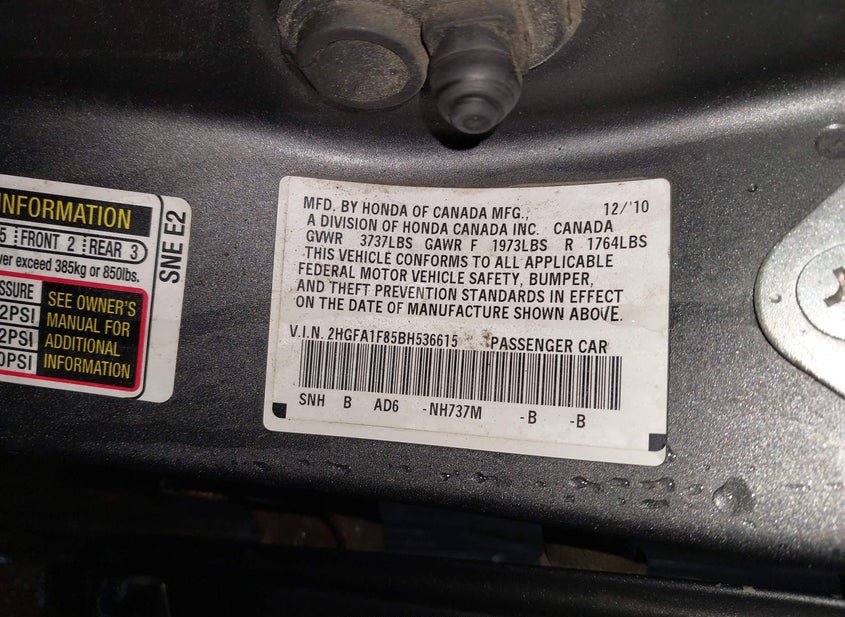 INFORMATION
5 FRONT 2 REAR 3
ver exceed 385kg or 850lbs.
SSURE
2PSI
2PSI
0PSI
SEE OWNER'S
MANUAL FOR
ADDITIONAL
INFORMATION
SNE E2
MFD. BY HONDA OF CANADA MFG., 12/'10
A DIVISION OF HONDA CANADA INC. CANADA
GVWR 3737LBS GAWR F 1973LBS R 1764LBS
THIS VEHICLE CONFORMS TO ALL APPLICABLE
FEDERAL MOTOR VEHICLE SAFETY, BUMPER,
AND THEFT PREVENTION STANDARDS IN EFFECT
ON THE DATE OF MANUFACTURE SHOWN ABOVE.
V.I.N. 2HGFA1F85BH536615 PASSENGER CAR
SNH B AD6 -NH737M -B -B